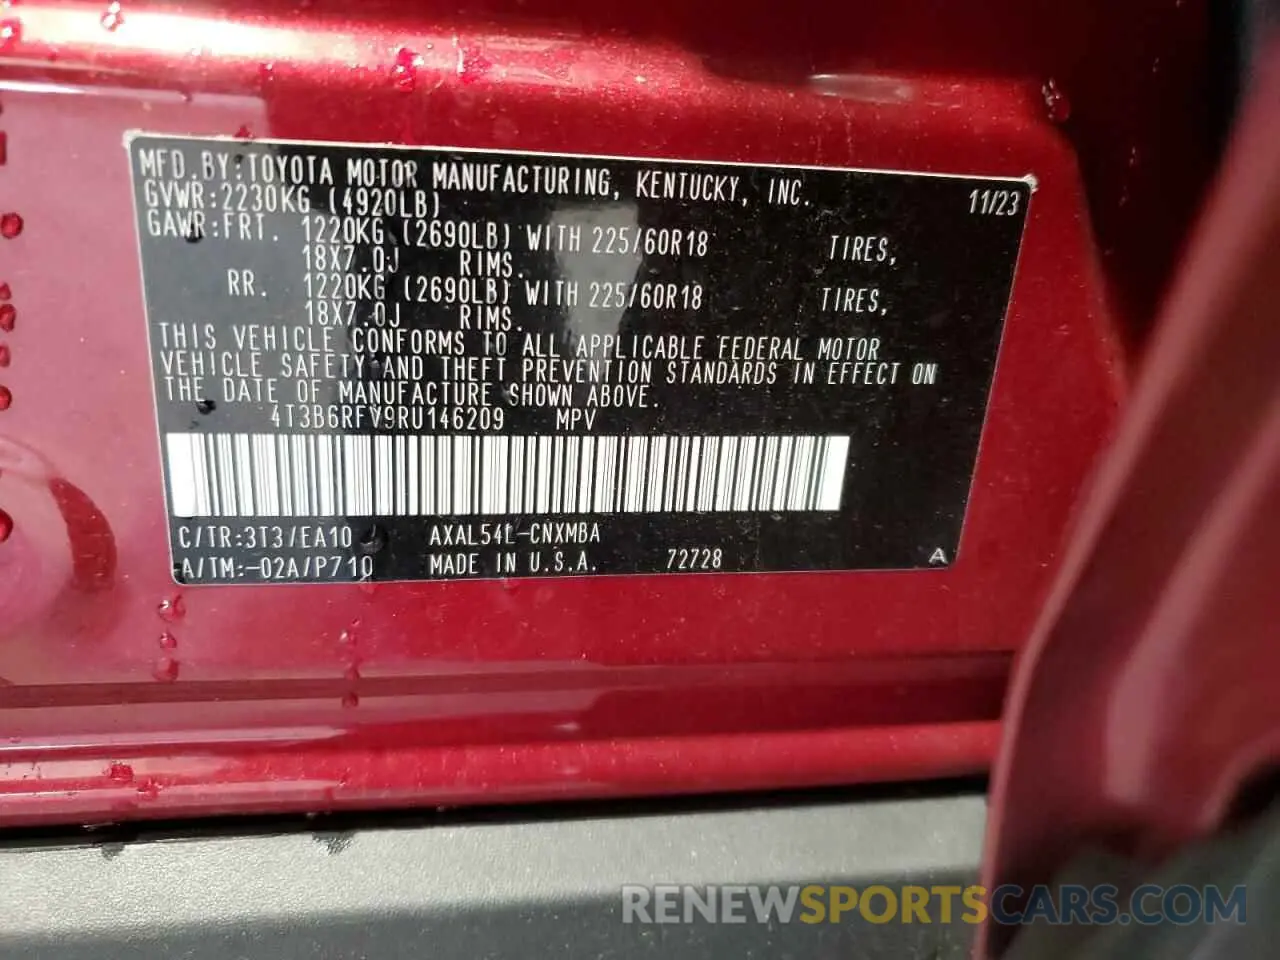 MFD.BY:TOYOTA MOTOR MANUFACTURING, KENTUCKY, INC. 11/23
GVWR:2230KG (4920LB)
GAWR:FRT. 1220KG (2690LB) WITH 225/60R18 TIRES,
18X7.0J RIMS.
RR. 1220KG (2690LB) WITH 225/60R18 TIRES,
18X7.0J RIMS.
THIS VEHICLE CONFORMS TO ALL APPLICABLE FEDERAL MOTOR
VEHICLE SAFETY AND THEFT PREVENTION STANDARDS IN EFFECT ON
THE DATE OF MANUFACTURE SHOWN ABOVE.
4T3B6RFV9RU146209 MPV
C/TR:3T3/EA10 AXAL54L-CNXMBA
A/TM:-02A/P710 MADE IN U.S.A. 72728 A
RENEWSPORTSCARS.COM